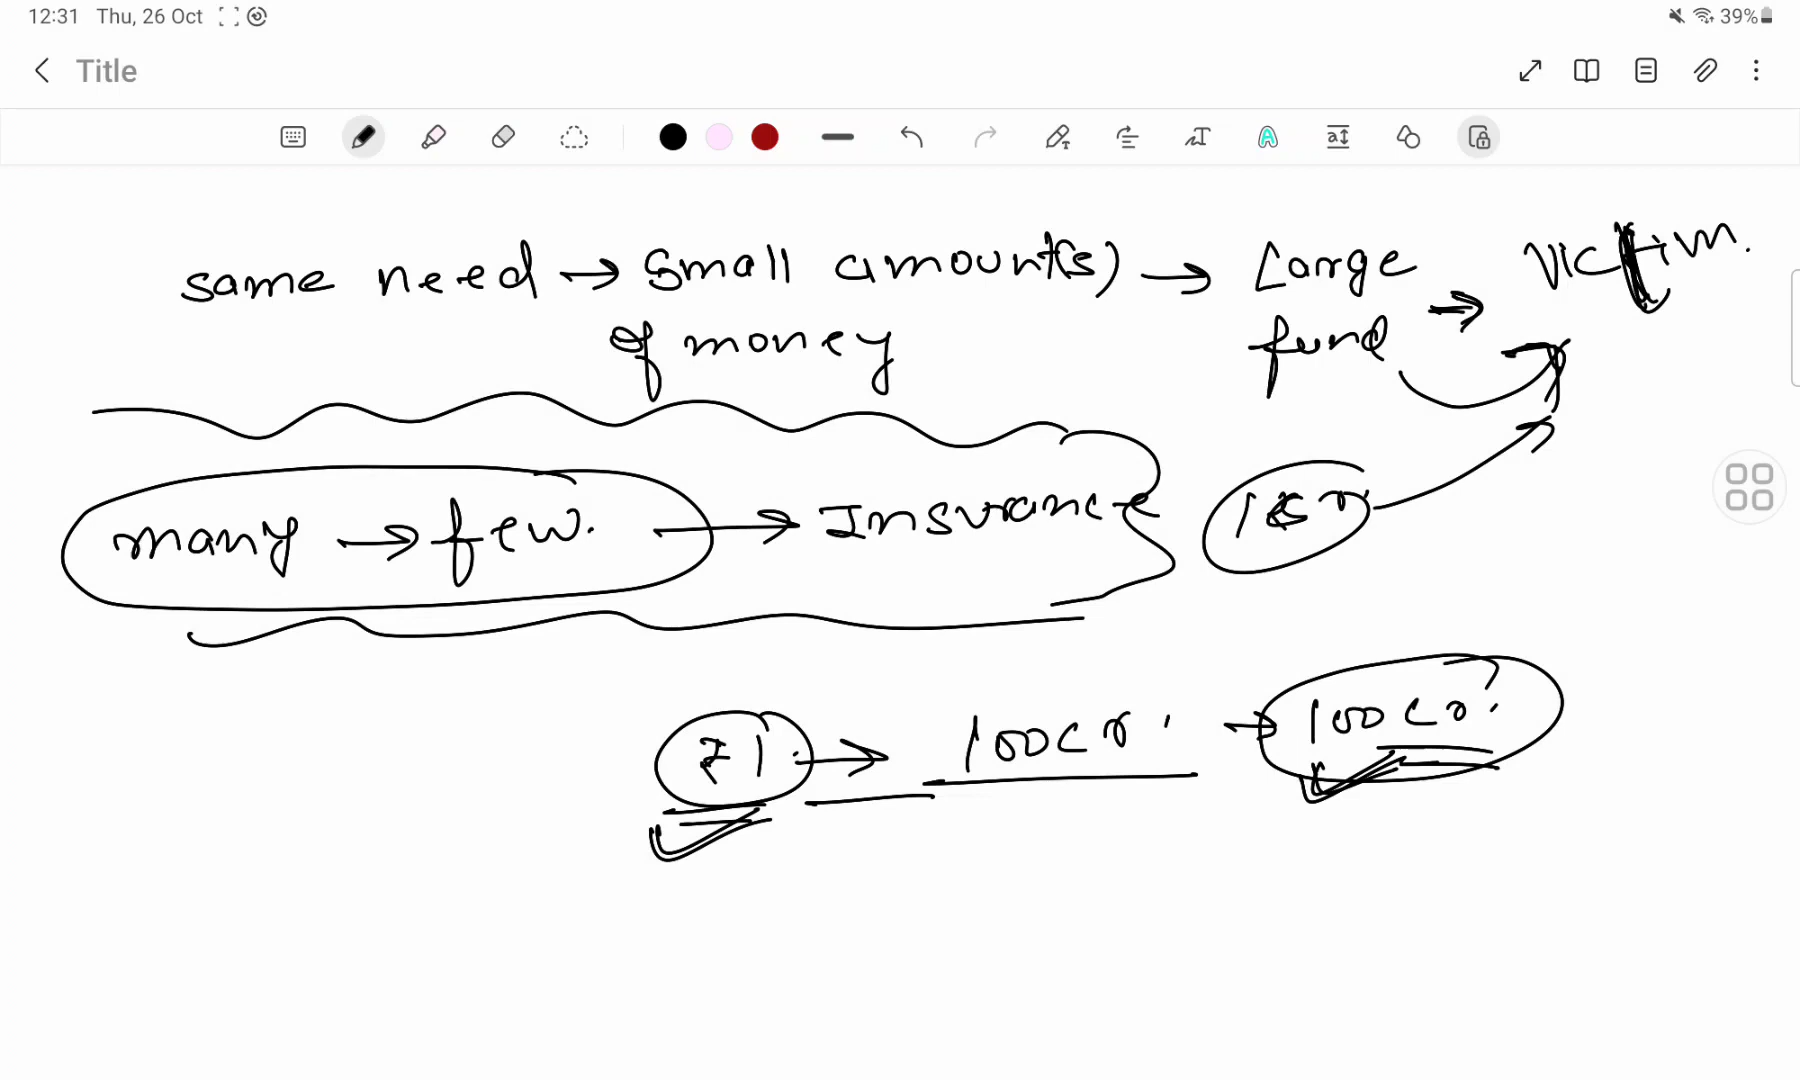 12:31 Thu, 26 Oct 39%
Title
same need → Small amount(s) → Large → Victim.
of money fund
many → few. → Insurance 1cr
₹1. → 100cr. → 100cr.